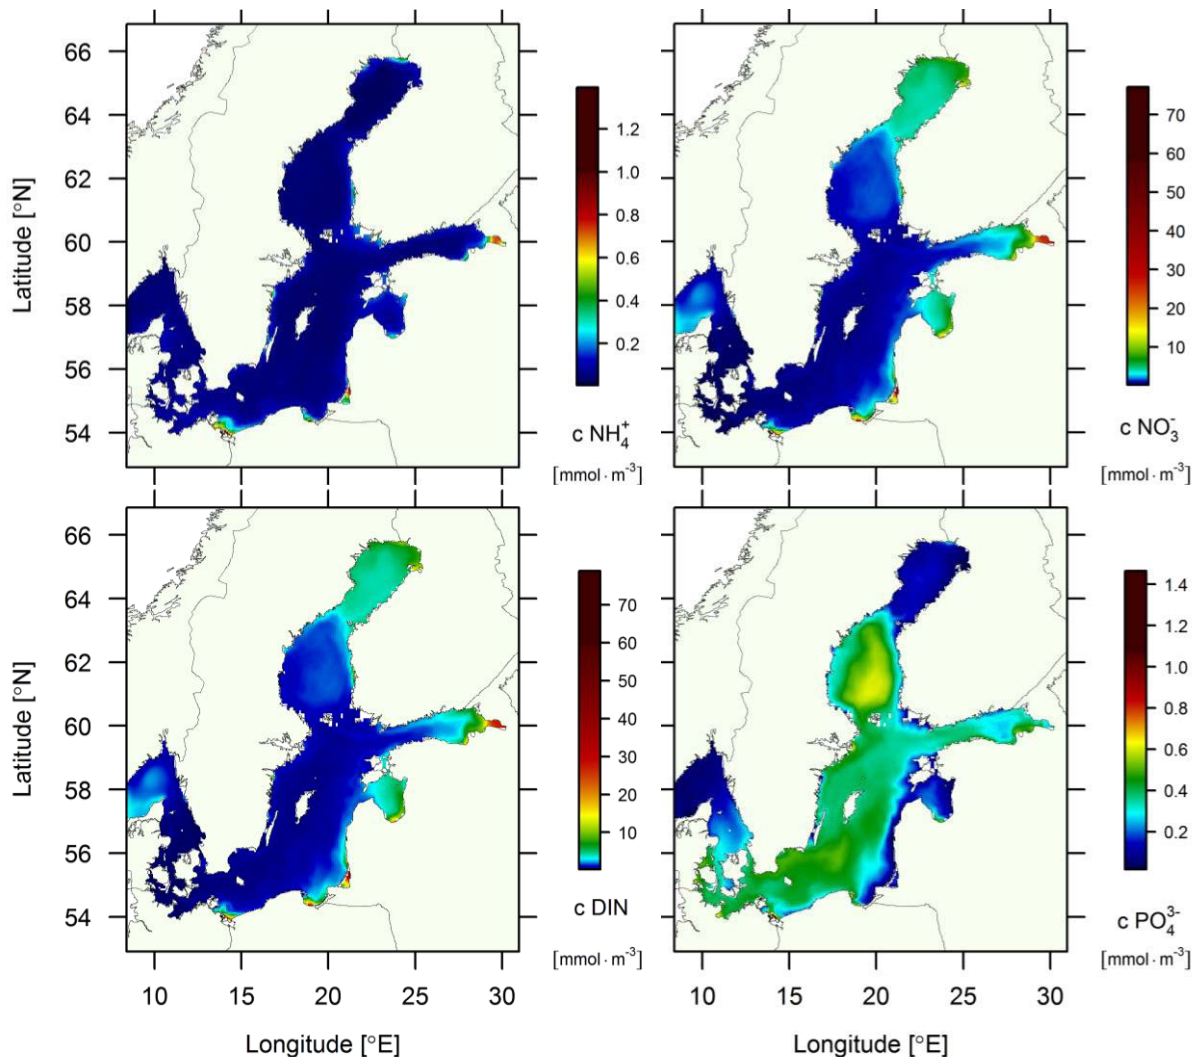 66
64
62
60
58
56
54
Latitude [°N]
1.2
1.0
0.8
0.6
0.4
0.2
c NH₄⁺
[mmol · m⁻³]
70
60
50
40
30
20
10
c NO₃⁻
[mmol · m⁻³]
66
64
62
60
58
56
54
Latitude [°N]
10 15 20 25 30
Longitude [°E]
70
60
50
40
30
20
10
c DIN
[mmol · m⁻³]
10 15 20 25 30
Longitude [°E]
1.4
1.2
1.0
0.8
0.6
0.4
0.2
c PO₄³⁻
[mmol · m⁻³]